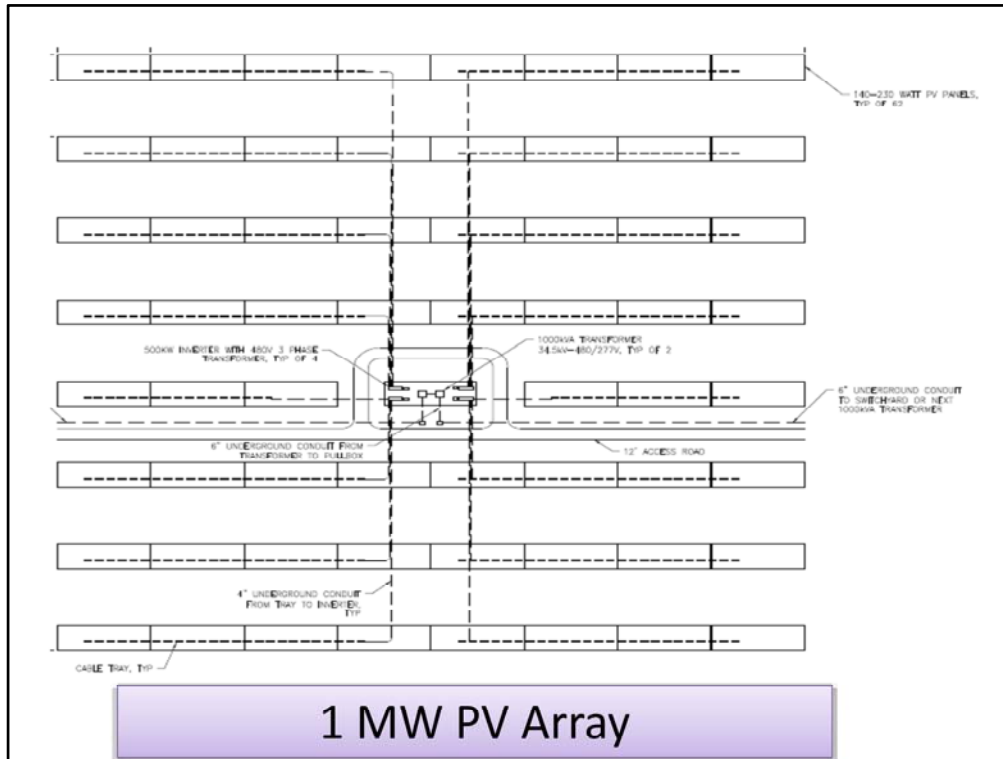 140-230 WATT PV PANELS,
TYP OF 62
500KW INVERTER WITH 480V 3 PHASE
TRANSFORMER, TYP OF 4
1000KVA TRANSFORMER
34.5KV-480/277V, TYP OF 2
6" UNDERGROUND CONDUIT
TO SWITCHYARD OR NEXT
1000KVA TRANSFORMER
6" UNDERGROUND CONDUIT FROM
TRANSFORMER TO PULLBOX
12' ACCESS ROAD
4" UNDERGROUND CONDUIT
FROM TRAY TO INVERTER,
TYP
CABLE TRAY, TYP
1 MW PV Array